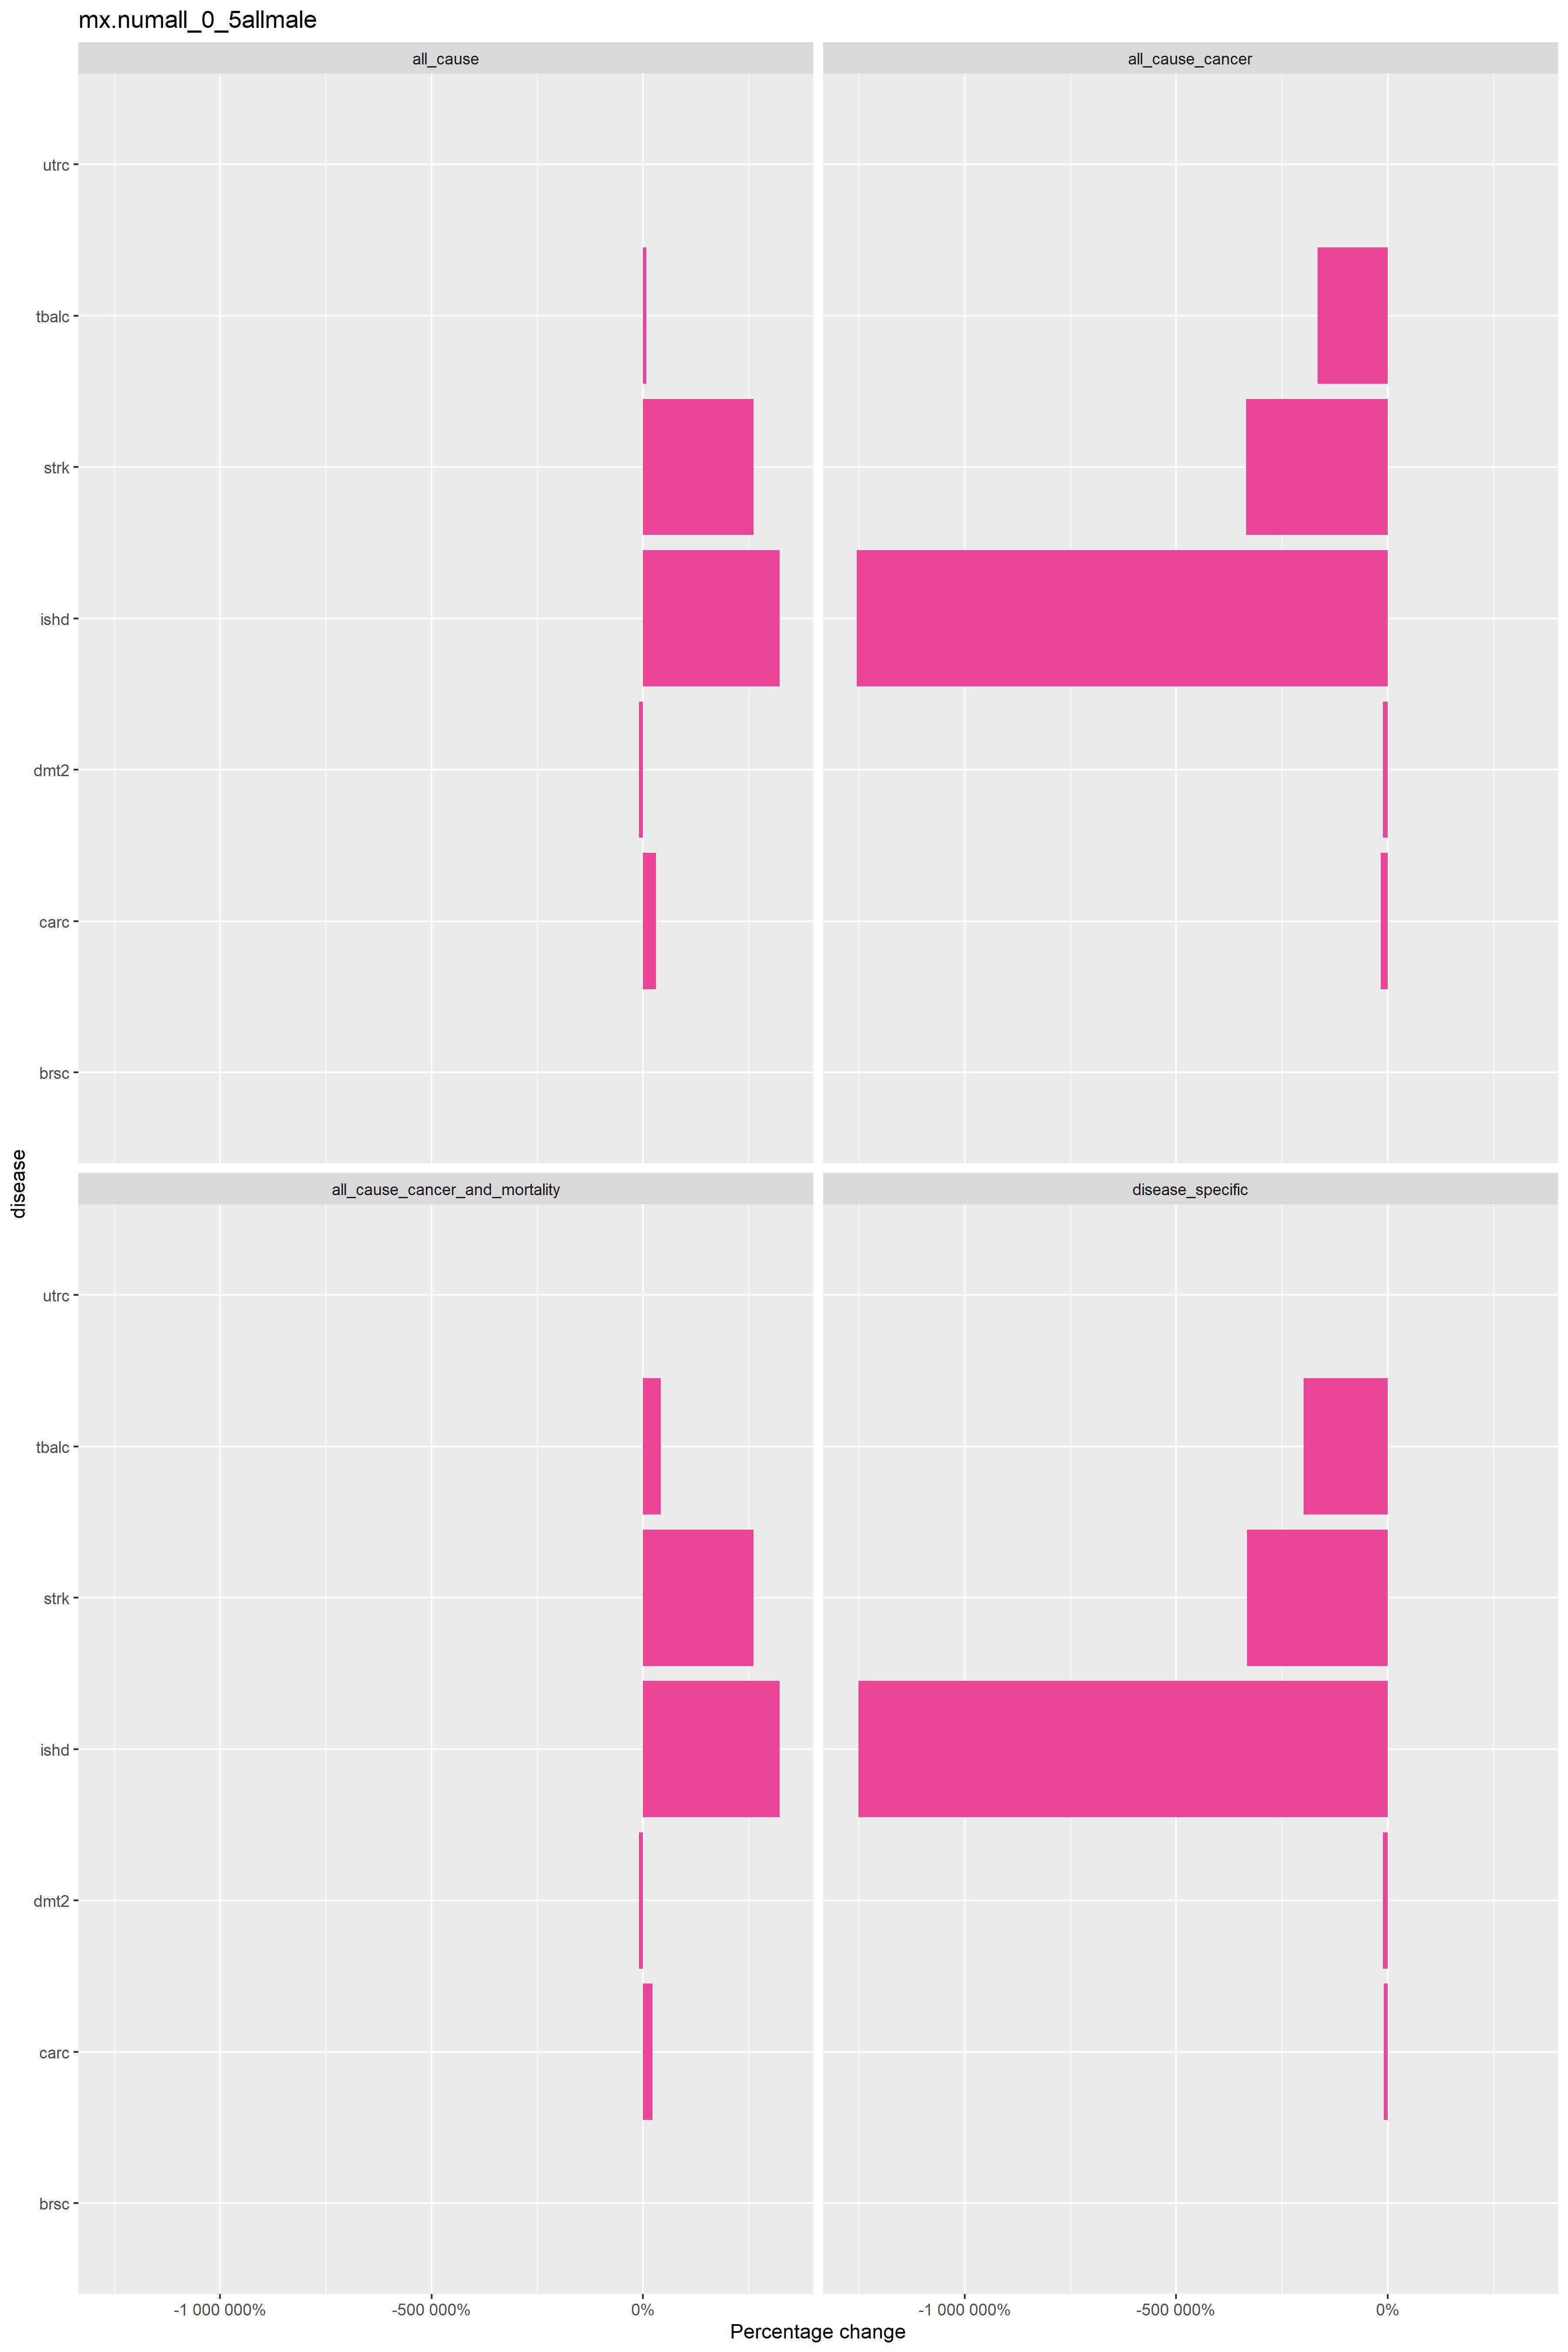 mx.numall_0_5allmale
all_cause
all_cause_cancer
utrc
tbalc
strk
ishd
dmt2
carc
brsc
disease
all_cause_cancer_and_mortality
disease_specific
utrc
tbalc
strk
ishd
dmt2
carc
brsc
-1 000 000%
-500 000%
0%
-1 000 000%
-500 000%
0%
Percentage change